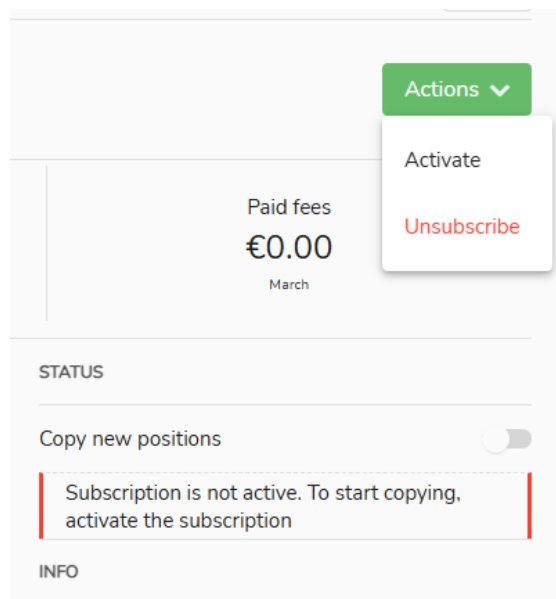 Actions
Activate
Unsubscribe
Paid fees
€0.00
March
STATUS
Copy new positions
Subscription is not active. To start copying,
activate the subscription
INFO